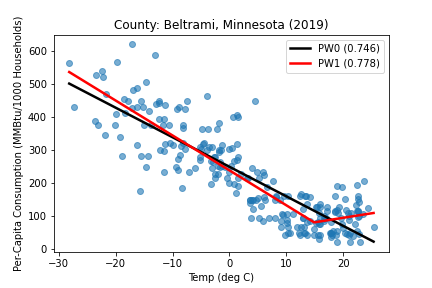 County: Beltrami, Minnesota (2019)
PW0 (0.746)
PW1 (0.778)
Per-Capita Consumption (MMBtu/1000 Households)
600
500
400
300
200
100
0
−30 −20 −10 0 10 20
Temp (deg C)